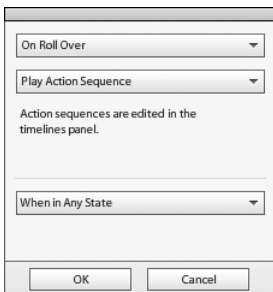 On Roll Over
Play Action Sequence
Action sequences are edited in the
timelines panel.
When in Any State
OK
Cancel